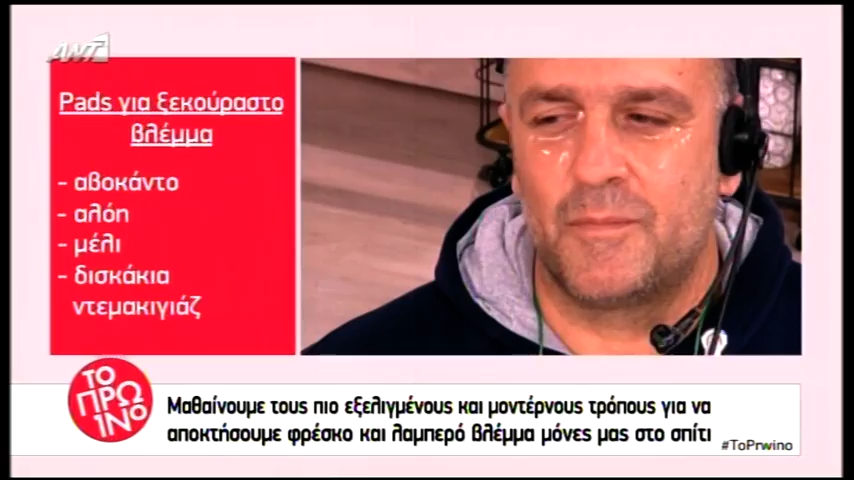 ANT1
Pads για ξεκούραστο
βλέμμα
- αβοκάντο
- αλόη
- μέλι
- δισκάκια
ντεμακιγιάζ
ΤΟ
ΠΡΩ
ΙΝΟ
Μαθαίνουμε τους πιο εξελιγμένους και μοντέρνους τρόπους για να
αποκτήσουμε φρέσκο και λαμπερό βλέμμα μόνες μας στο σπίτι
#ToPrwino